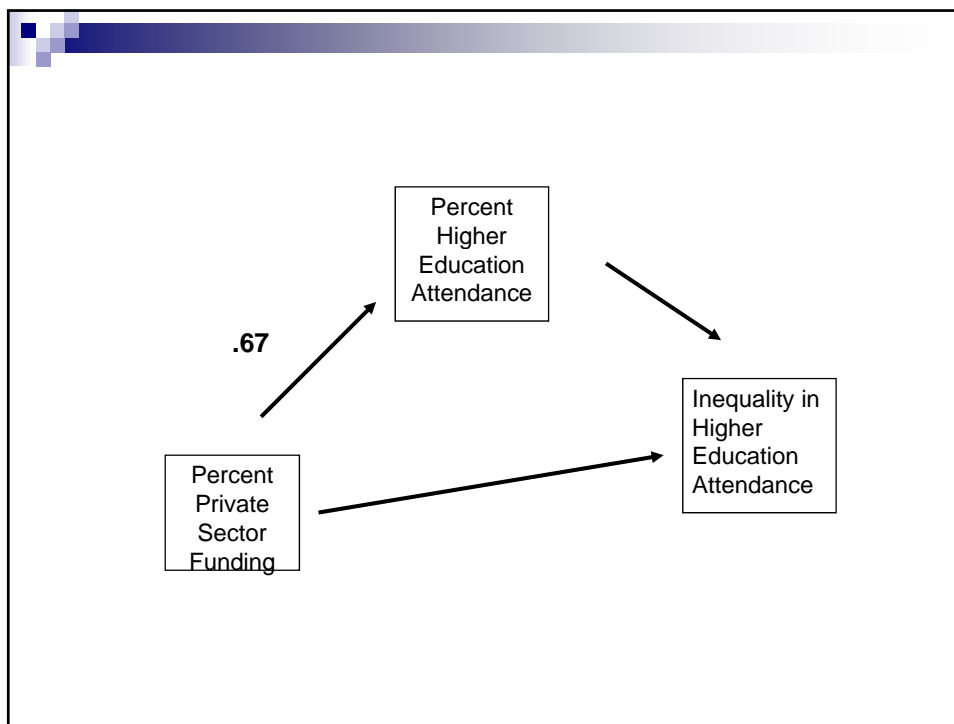 Percent
Higher
Education
Attendance
.67
Inequality in
Higher
Education
Attendance
Percent
Private
Sector
Funding